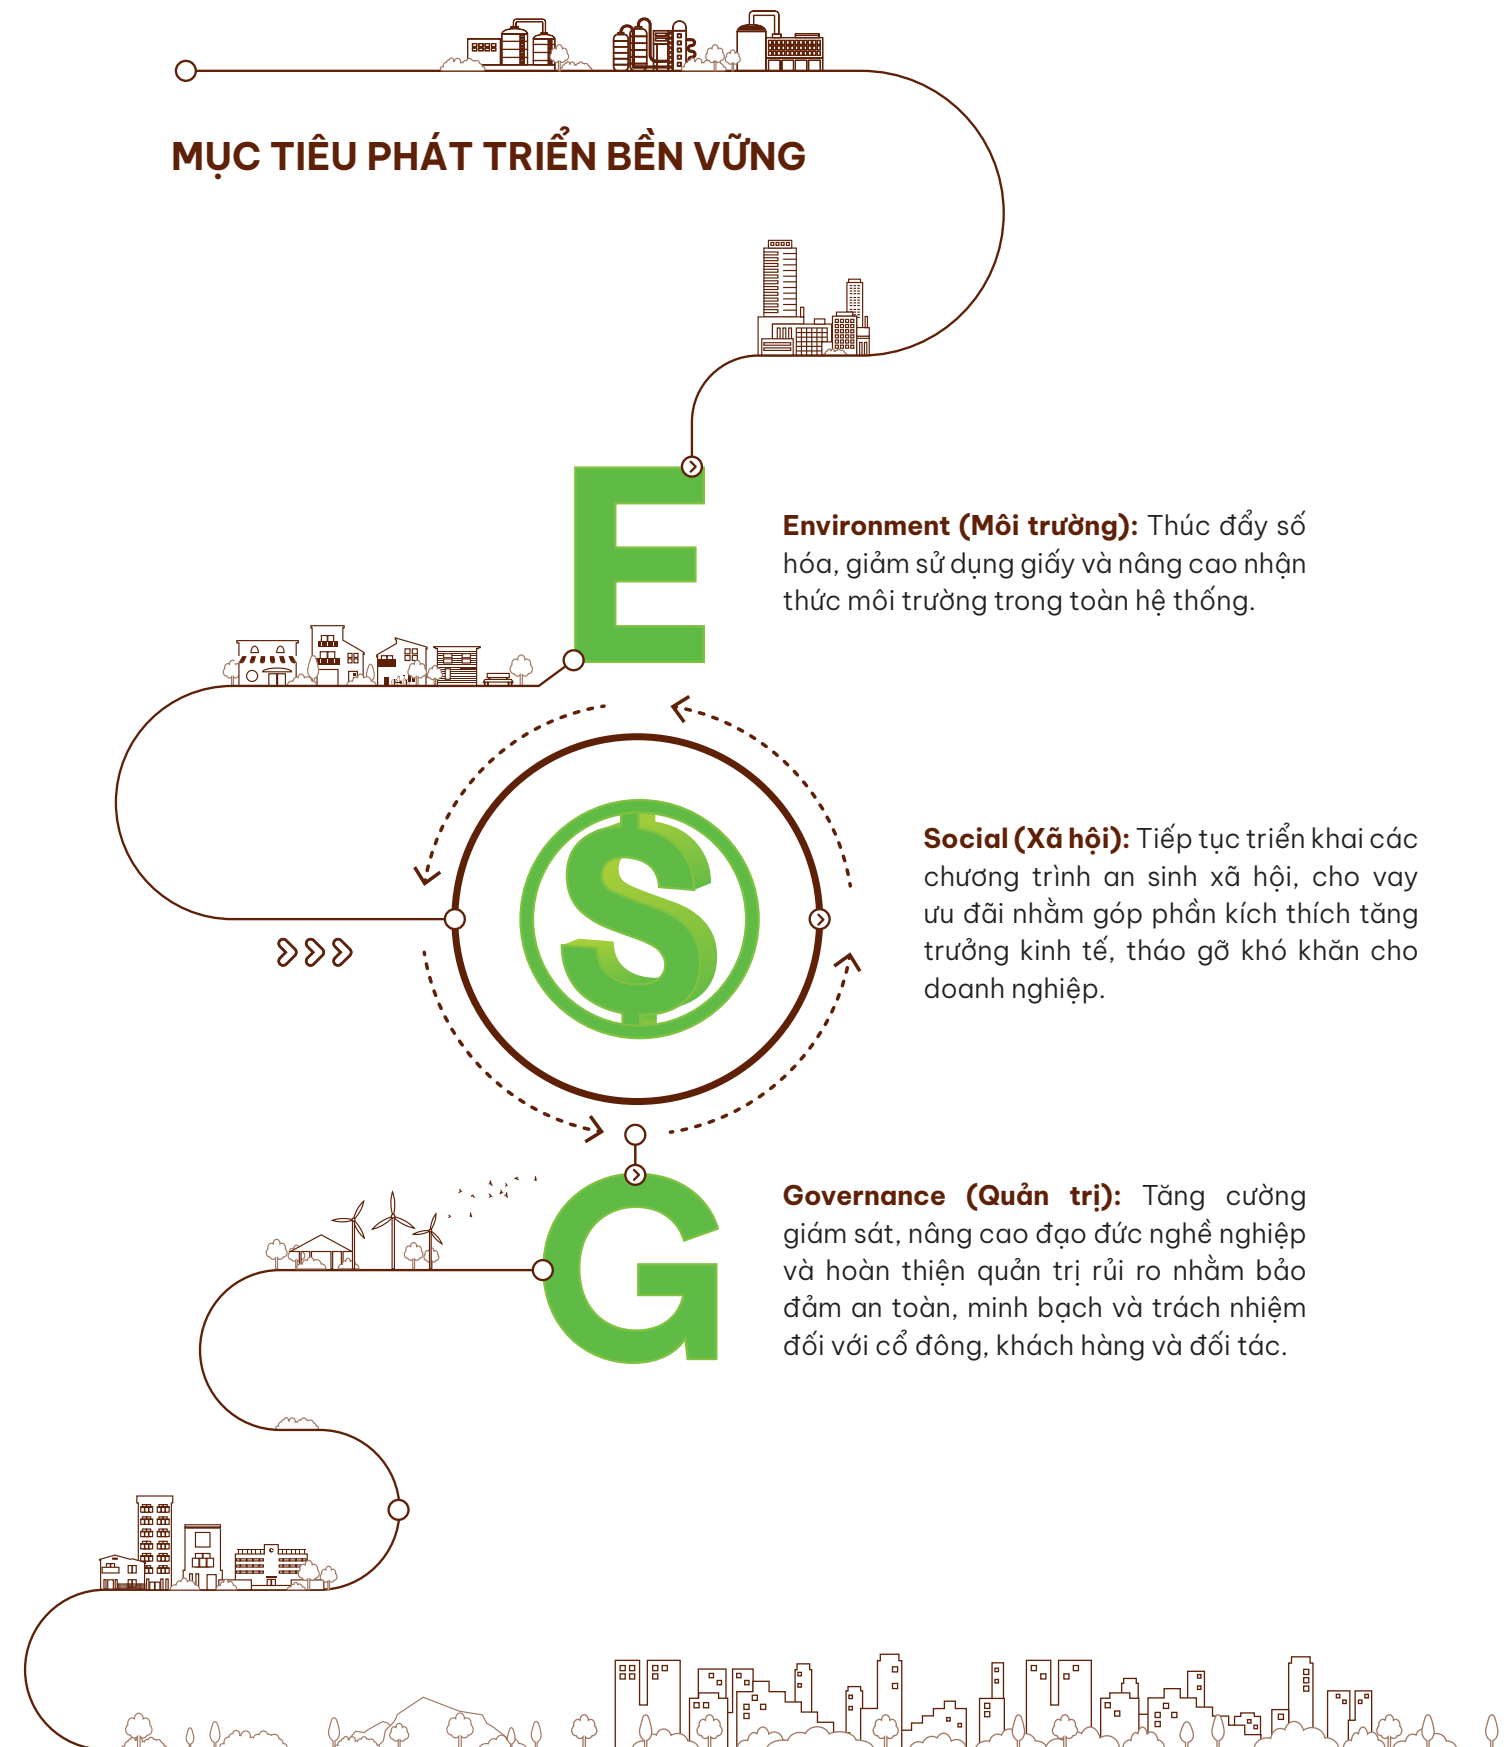 MỤC TIÊU PHÁT TRIỂN BỀN VỮNG
E
Environment (Môi trường): Thúc đẩy số
hóa, giảm sử dụng giấy và nâng cao nhận
thức môi trường trong toàn hệ thống.
S
Social (Xã hội): Tiếp tục triển khai các
chương trình an sinh xã hội, cho vay
ưu đãi nhằm góp phần kích thích tăng
trưởng kinh tế, tháo gỡ khó khăn cho
doanh nghiệp.
G
Governance (Quản trị): Tăng cường
giám sát, nâng cao đạo đức nghề nghiệp
và hoàn thiện quản trị rủi ro nhằm bảo
đảm an toàn, minh bạch và trách nhiệm
đối với cổ đông, khách hàng và đối tác.